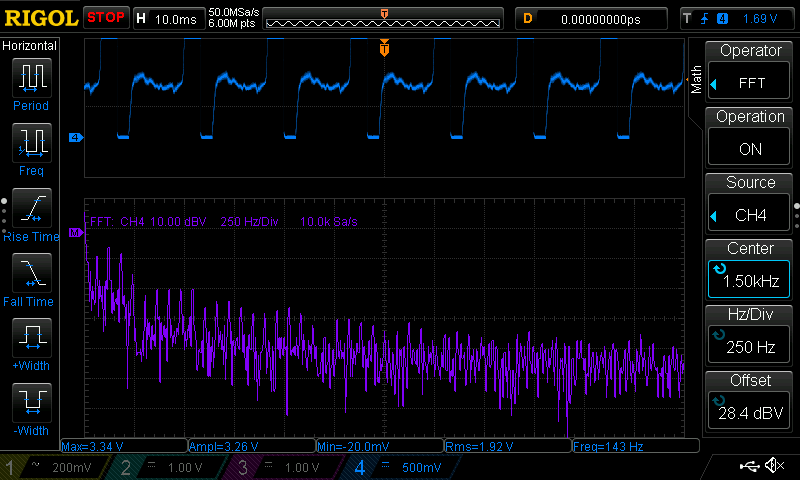 RIGOL STOP H 10.0ms 50.0MSa/s 6.00M pts T D 0.00000000ps T 4 1.69 V
Horizontal
Period
Freq
Rise Time
Fall Time
+Width
-Width
T
4
M FFT: CH4 10.00 dBV 250 Hz/Div 10.0k Sa/s
Max=3.34 V Ampl=3.26 V Min=-20.0mV Rms=1.92 V Freq=143 Hz
1 ~ 200mV 2 1.00 V 3 1.00 V 4 500mV
Math
Operator
FFT
Operation
ON
Source
CH4
Center
1.50kHz
Hz/Div
250 Hz
Offset
28.4 dBV